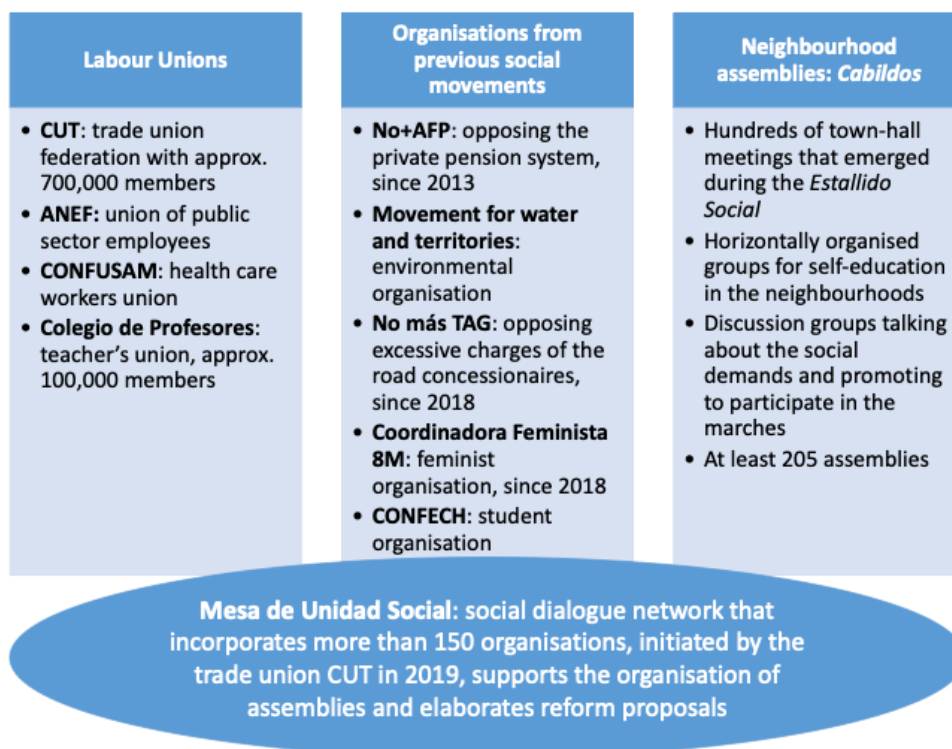 Labour Unions
• CUT: trade union
federation with approx.
700,000 members
• ANEF: union of public
sector employees
• CONFUSAM: health care
workers union
• Colegio de Profesores:
teacher's union, approx.
100,000 members
Organisations from
previous social
movements
• No+AFP: opposing the
private pension system,
since 2013
• Movement for water
and territories:
environmental
organisation
• No más TAG: opposing
excessive charges of the
road concessionaires,
since 2018
• Coordinadora Feminista
8M: feminist
organisation, since 2018
• CONFECH: student
organisation
Neighbourhood
assemblies: Cabildos
• Hundreds of town-hall
meetings that emerged
during the Estallido
Social
• Horizontally organised
groups for self-education
in the neighbourhoods
• Discussion groups talking
about the social
demands and promoting
to participate in the
marches
• At least 205 assemblies
Mesa de Unidad Social: social dialogue network that
incorporates more than 150 organisations, initiated by the
trade union CUT in 2019, supports the organisation of
assemblies and elaborates reform proposals